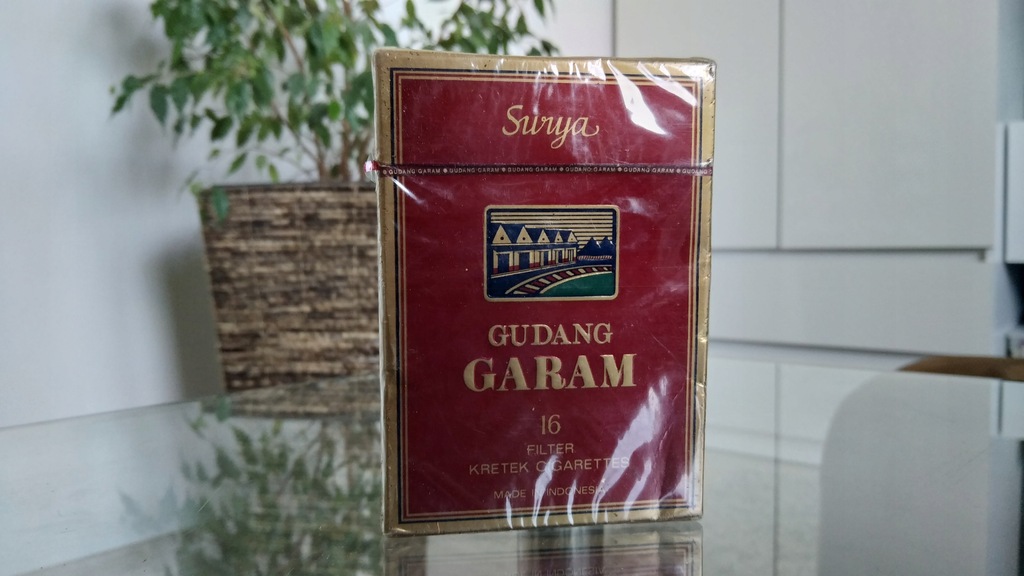 Surya
GUDANG GARAM GUDANG GARAM GUDANG GARAM GUDANG GARAM GUDANG GARAM GUDANG
GUDANG
GARAM
16
FILTER
KRETEK CIGARETTES
MADE IN INDONESIA